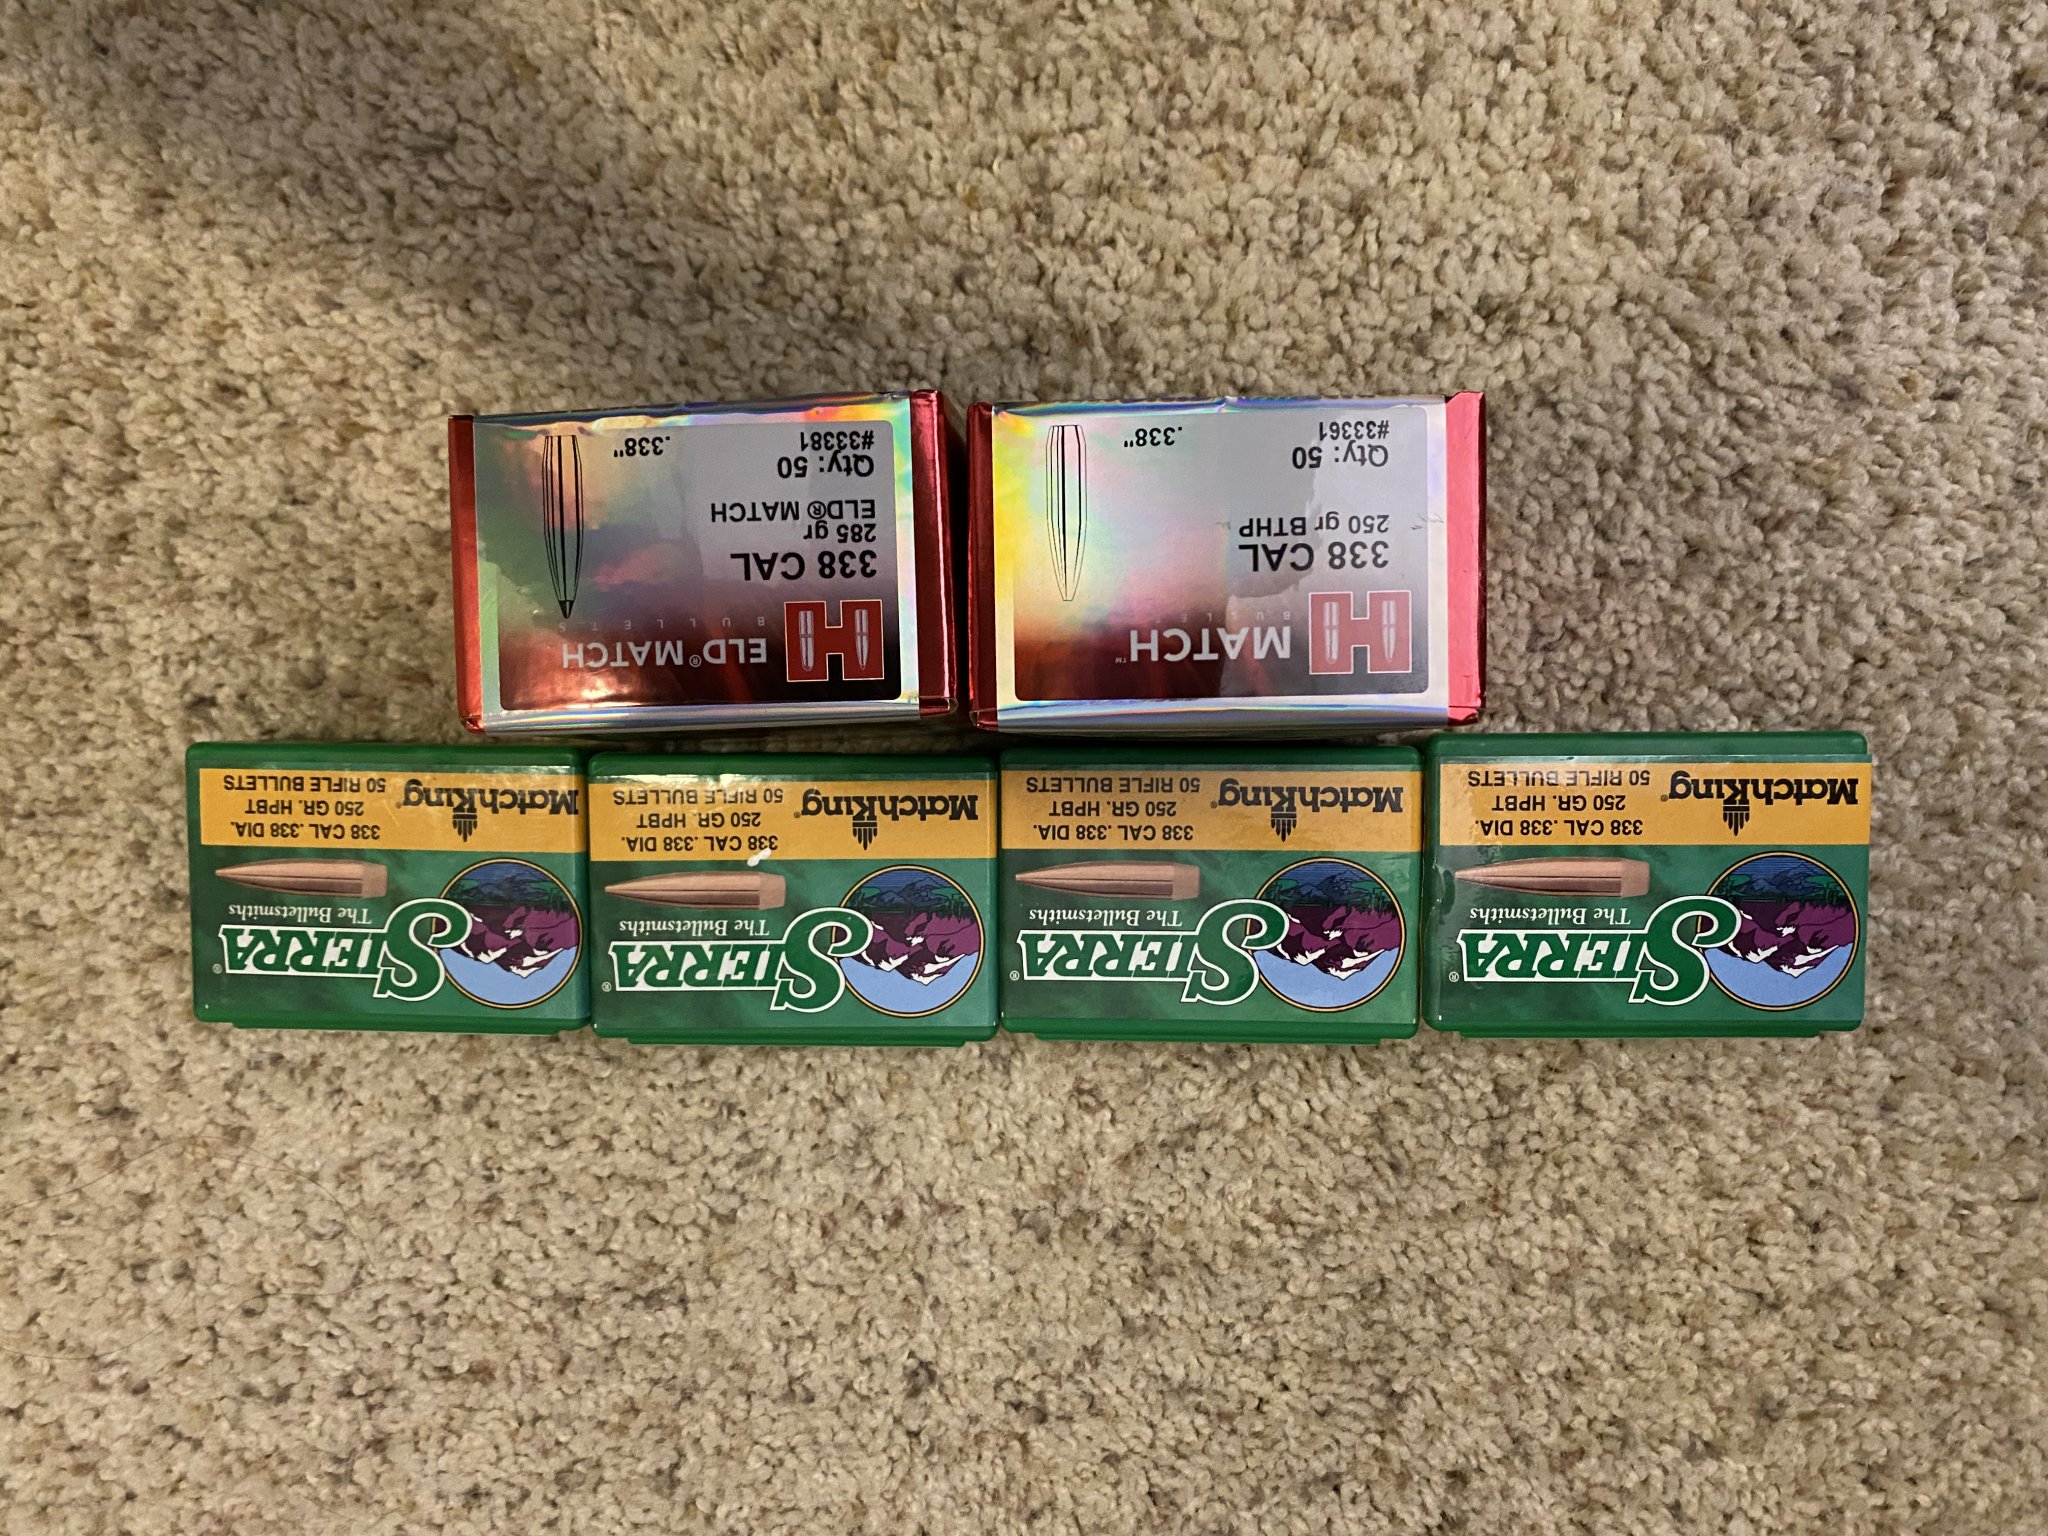 SIERRA®
The Bulletsmiths
338 CAL .338 DIA.
250 GR. HPBT
50 RIFLE BULLETS
MatchKing®
SIERRA®
The Bulletsmiths
338 CAL .338 DIA.
250 GR. HPBT
50 RIFLE BULLETS
MatchKing®
SIERRA®
The Bulletsmiths
338 CAL .338 DIA.
250 GR. HPBT
50 RIFLE BULLETS
MatchKing®
SIERRA®
The Bulletsmiths
338 CAL .338 DIA.
250 GR. HPBT
50 RIFLE BULLETS
MatchKing®
H MATCH™
BULLETS
338 CAL
250 gr BTHP
Qty: 50
#33361
.338"
H ELD® MATCH
BULLETS
338 CAL
285 gr
ELD® MATCH
Qty: 50
#33381
.338"